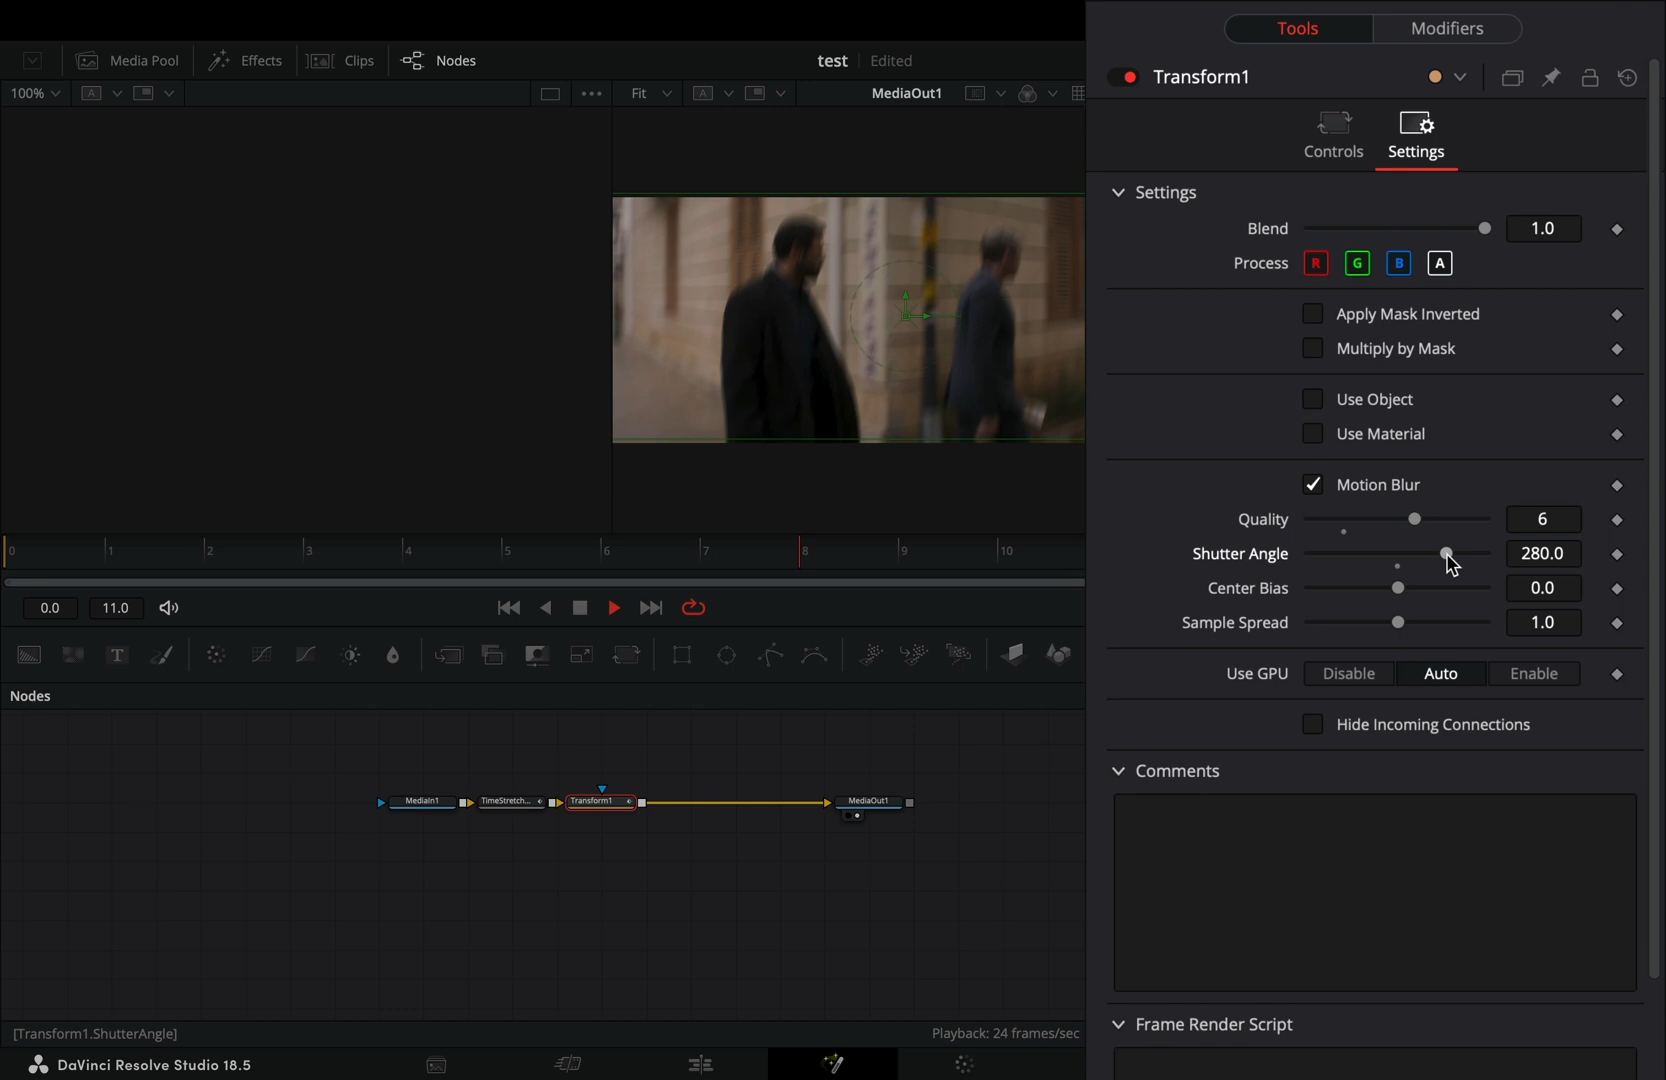 Tools Modifiers
Media Pool Effects Clips Nodes test Edited
Transform1
100% A Fit A MediaOut1
Controls Settings
Settings
Blend 1.0
Process R G B A
Apply Mask Inverted
Multiply by Mask
Use Object
Use Material
Motion Blur
Quality 6
0 1 2 3 4 5 6 7 8 9 10
Shutter Angle 280.0
Center Bias 0.0
0.0 11.0
Sample Spread 1.0
T
Use GPU Disable Auto Enable
Nodes
Hide Incoming Connections
Comments
MediaIn1 TimeStretch... Transform1 MediaOut1
Frame Render Script
[Transform1.ShutterAngle] Playback: 24 frames/sec
DaVinci Resolve Studio 18.5